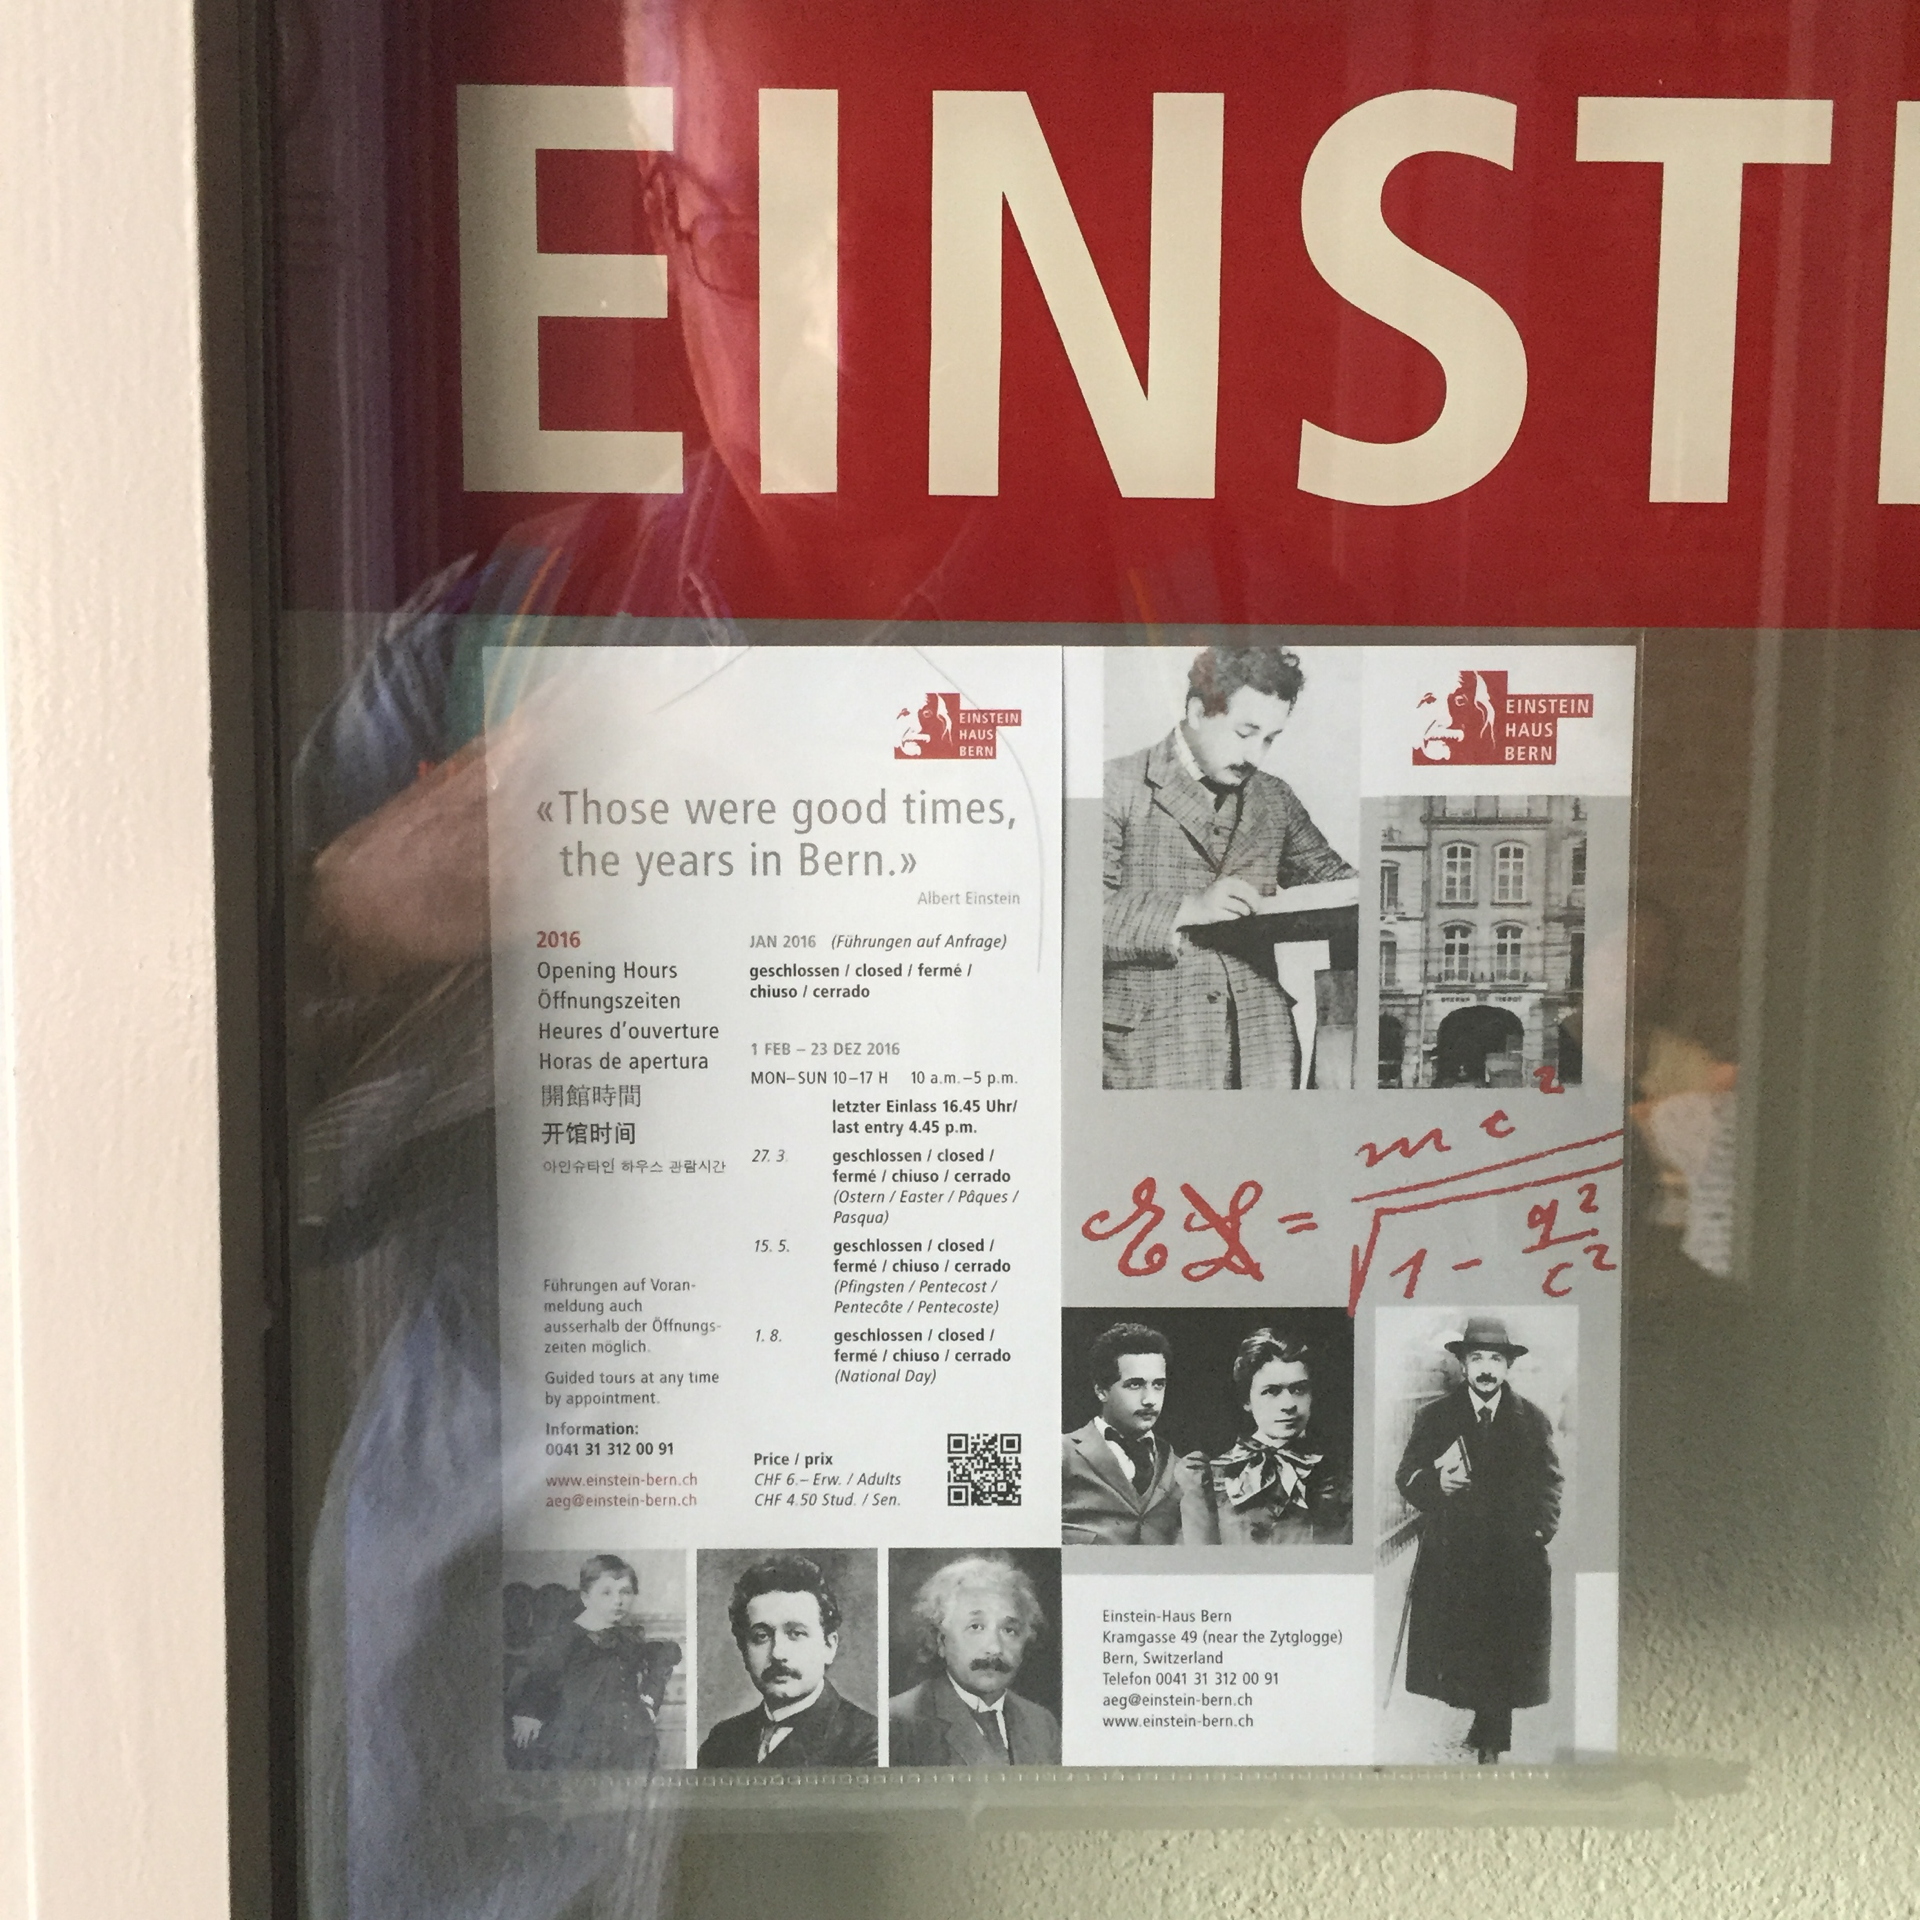 EINST
EINSTEIN
HAUS
BERN
«Those were good times,
the years in Bern.»
Albert Einstein
2016
Opening Hours
Öffnungszeiten
Heures d'ouverture
Horas de apertura
開館時間
开馆时间
아인슈타인 하우스 관람시간
Führungen auf Voran-
meldung auch
ausserhalb der Öffnungs-
zeiten möglich.
Guided tours at any time
by appointment.
Information:
0041 31 312 00 91
www.einstein-bern.ch
aeg@einstein-bern.ch
JAN 2016 (Führungen auf Anfrage)
geschlossen / closed / fermé /
chiuso / cerrado
1 FEB – 23 DEZ 2016
MON–SUN 10–17 H 10 a.m.–5 p.m.
letzter Einlass 16.45 Uhr/
last entry 4.45 p.m.
27. 3. geschlossen / closed /
fermé / chiuso / cerrado
(Ostern / Easter / Pâques /
Pasqua)
15. 5. geschlossen / closed /
fermé / chiuso / cerrado
(Pfingsten / Pentecost /
Pentecôte / Pentecoste)
1. 8. geschlossen / closed /
fermé / chiuso / cerrado
(National Day)
Price / prix
CHF 6.– Erw. / Adults
CHF 4.50 Stud. / Sen.
EINSTEIN
HAUS
BERN
m c²
= √1 - q²/c²
Einstein-Haus Bern
Kramgasse 49 (near the Zytglogge)
Bern, Switzerland
Telefon 0041 31 312 00 91
aeg@einstein-bern.ch
www.einstein-bern.ch